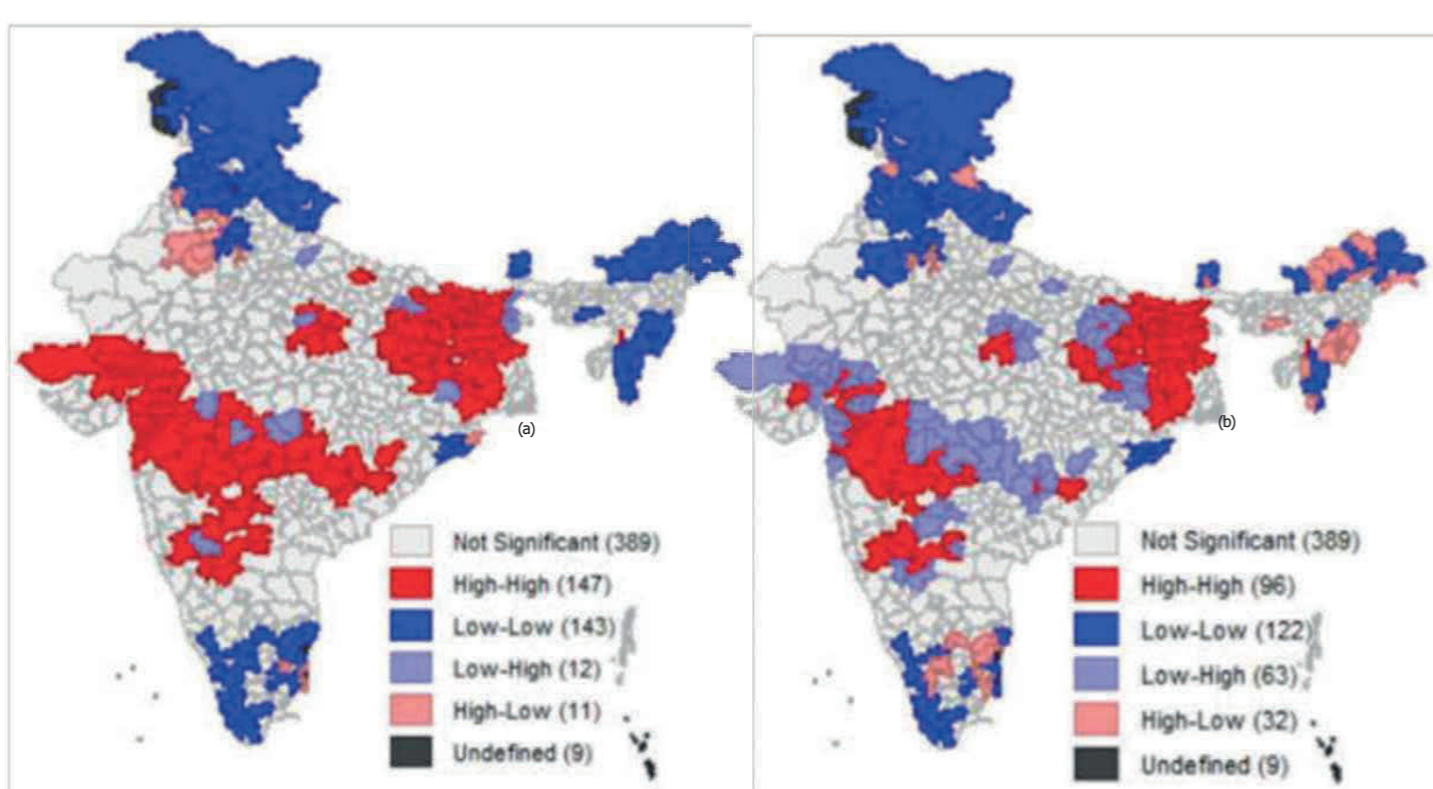 (a)
Not Significant (389)
High-High (147)
Low-Low (143)
Low-High (12)
High-Low (11)
Undefined (9)
(b)
Not Significant (389)
High-High (96)
Low-Low (122)
Low-High (63)
High-Low (32)
Undefined (9)